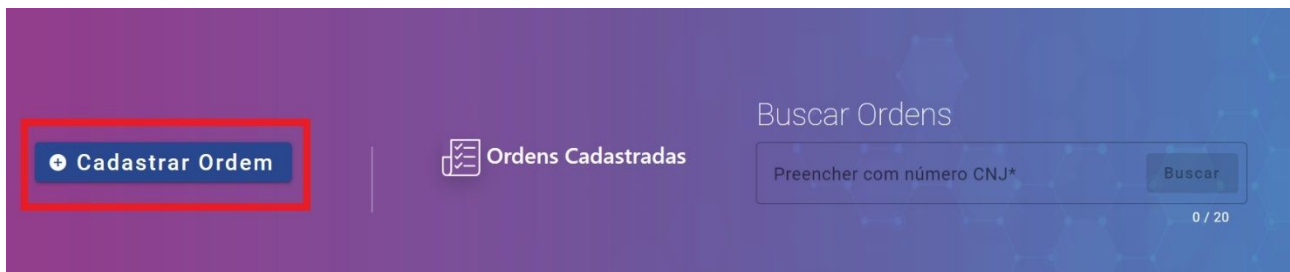 Cadastrar Ordem
Ordens Cadastradas
Buscar Ordens
Preencher com número CNJ*
Buscar
0 / 20